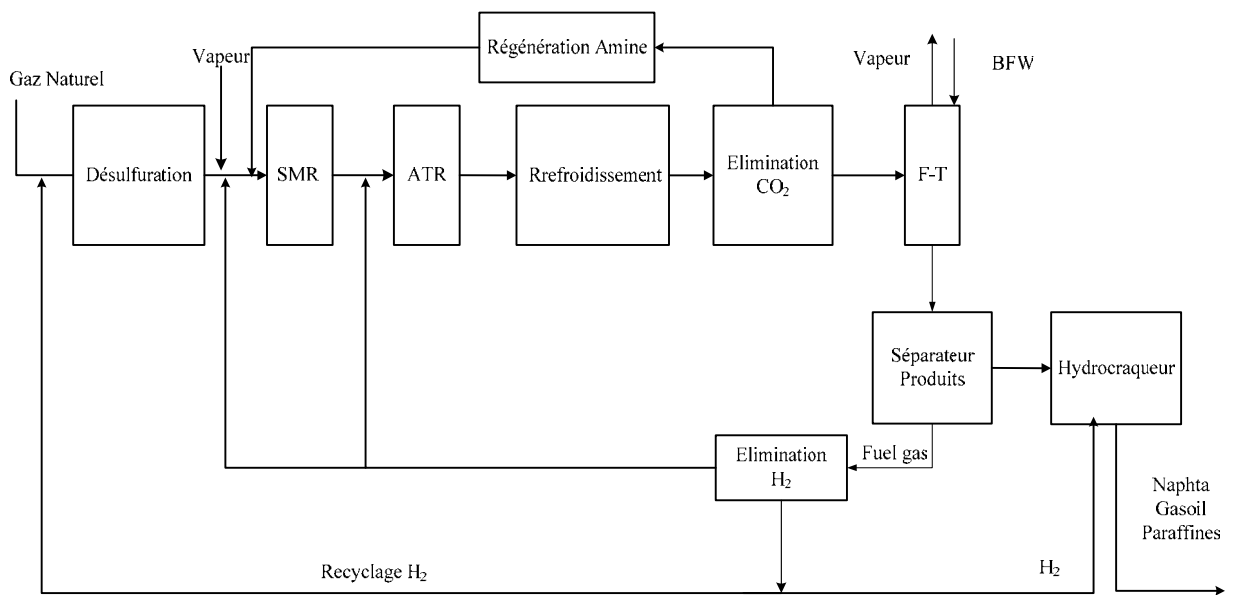 Régénération Amine
Vapeur
Vapeur
BFW
Gaz Naturel
Désulfuration
SMR
ATR
Rrefroidissement
Elimination
CO₂
F-T
Séparateur
Produits
Hydrocraqueur
Elimination
H₂
Fuel gas
Naphta
Gasoil
Paraffines
Recyclage H₂
H₂